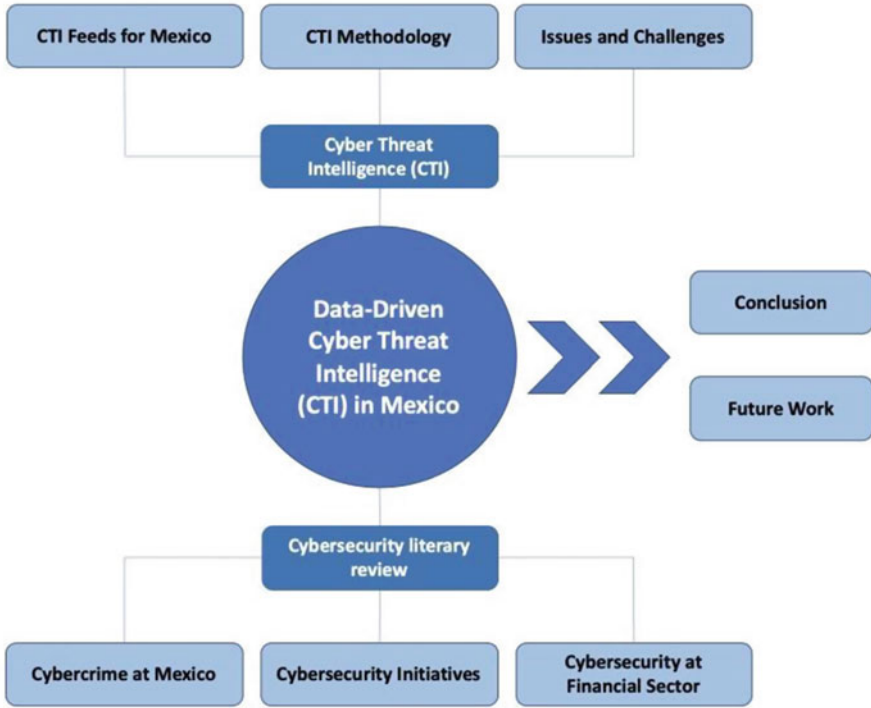 CTI Feeds for Mexico
CTI Methodology
Issues and Challenges
Cyber Threat
Intelligence (CTI)
Data-Driven
Cyber Threat
Intelligence
(CTI) in Mexico
Conclusion
Future Work
Cybersecurity literary
review
Cybercrime at Mexico
Cybersecurity Initiatives
Cybersecurity at
Financial Sector